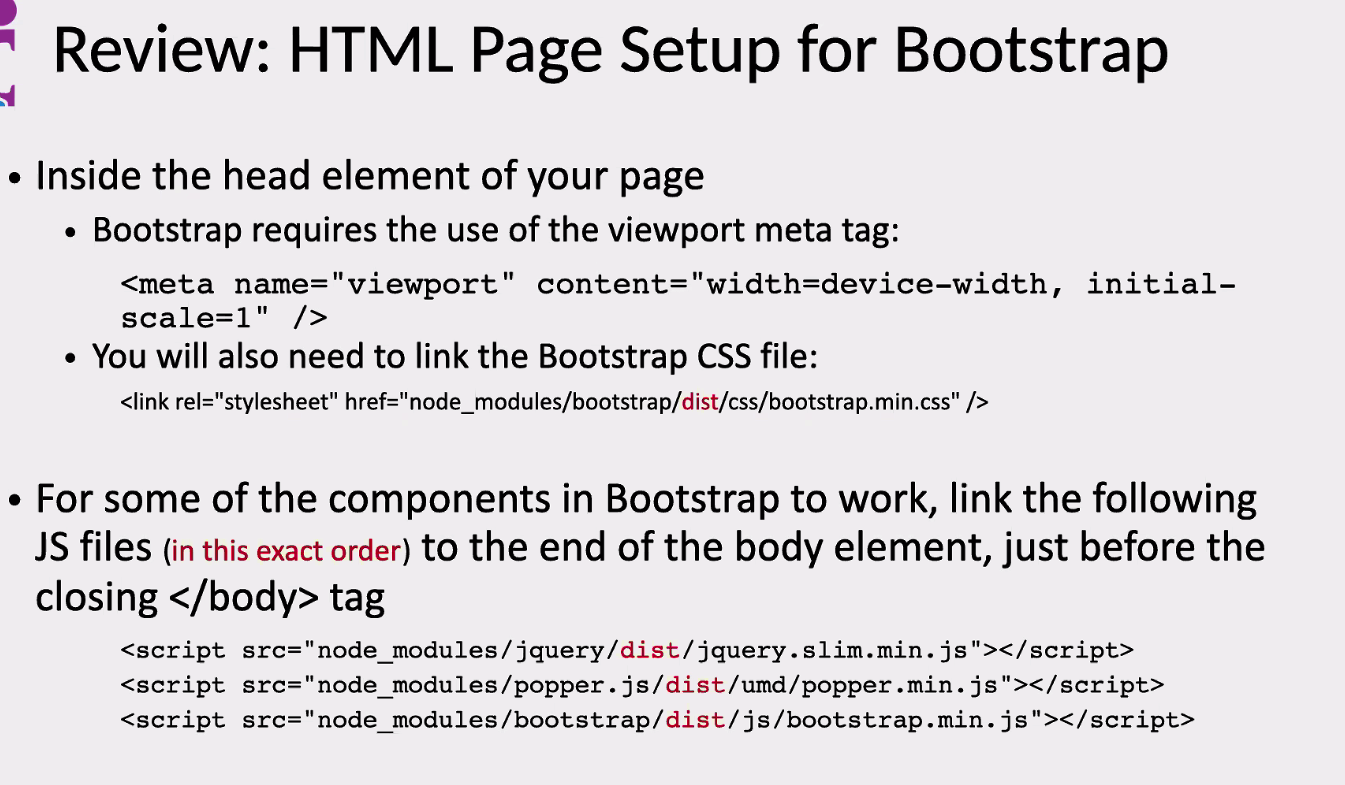 Review: HTML Page Setup for Bootstrap
• Inside the head element of your page
• Bootstrap requires the use of the viewport meta tag:
<meta name="viewport" content="width=device-width, initial-
scale=1" />
• You will also need to link the Bootstrap CSS file:
<link rel="stylesheet" href="node_modules/bootstrap/dist/css/bootstrap.min.css" />
• For some of the components in Bootstrap to work, link the following
JS files (in this exact order) to the end of the body element, just before the
closing </body> tag
<script src="node_modules/jquery/dist/jquery.slim.min.js"></script>
<script src="node_modules/popper.js/dist/umd/popper.min.js"></script>
<script src="node_modules/bootstrap/dist/js/bootstrap.min.js"></script>